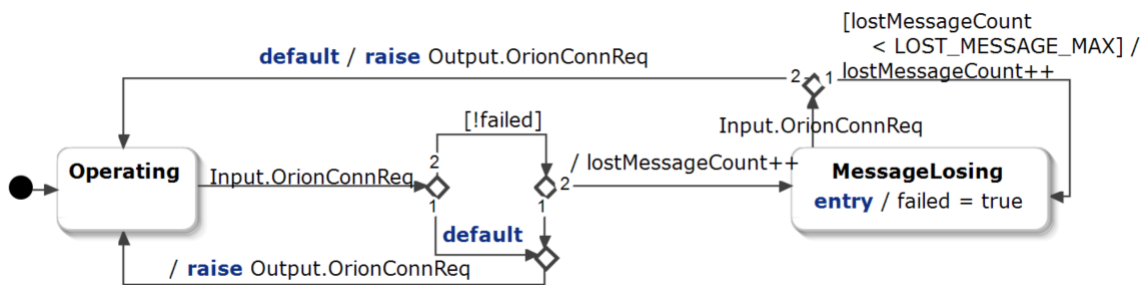 [lostMessageCount
< LOST_MESSAGE_MAX] /
lostMessageCount++
default / raise Output.OrionConnReq
2
1
[!failed]
Input.OrionConnReq
Operating
Input.OrionConnReq
2
1
/ lostMessageCount++
2
1
MessageLosing
entry / failed = true
default
/ raise Output.OrionConnReq